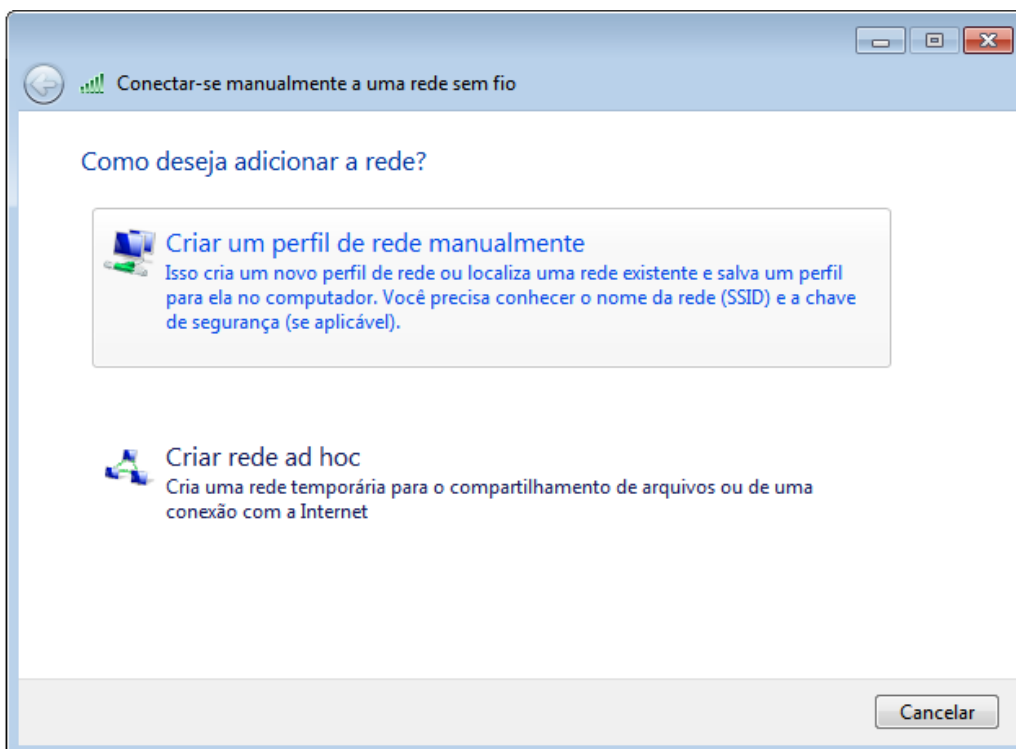 Conectar-se manualmente a uma rede sem fio
Como deseja adicionar a rede?
Criar um perfil de rede manualmente
Isso cria um novo perfil de rede ou localiza uma rede existente e salva um perfil
para ela no computador. Você precisa conhecer o nome da rede (SSID) e a chave
de segurança (se aplicável).
Criar rede ad hoc
Cria uma rede temporária para o compartilhamento de arquivos ou de uma
conexão com a Internet
Cancelar